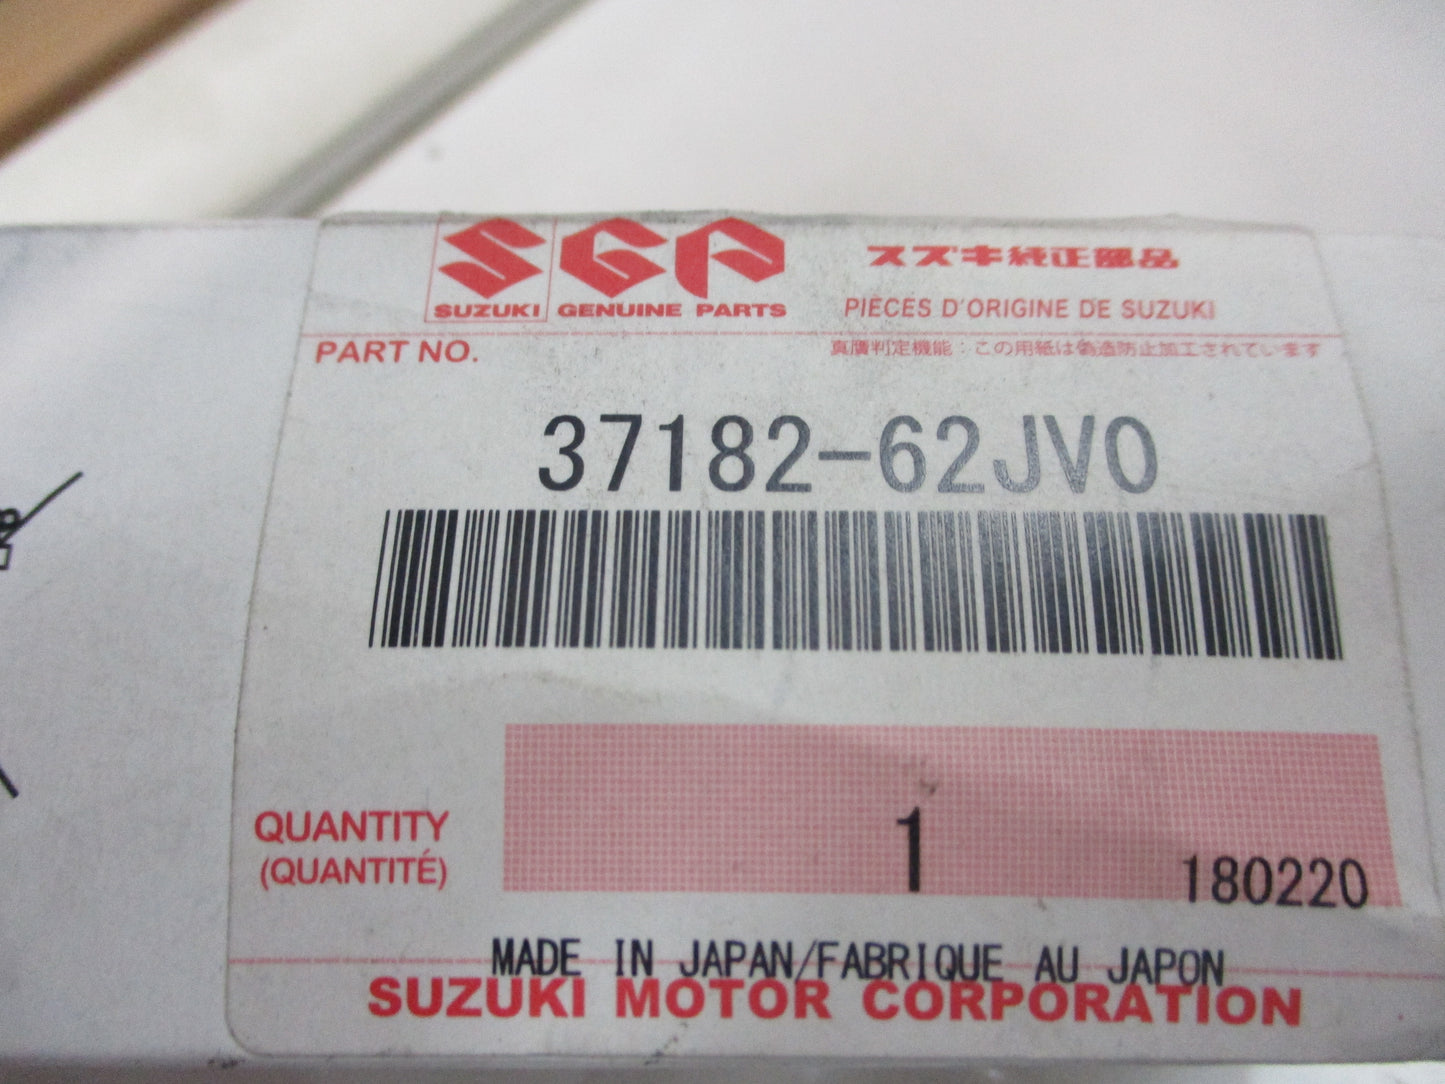 SGP
スズキ純正部品
SUZUKI GENUINE PARTS
PIECES D'ORIGINE DE SUZUKI
PART NO.
真贋判定機能：この用紙は偽造防止加工されています
37182-62JV0
QUANTITY
(QUANTITÉ)
1
180220
MADE IN JAPAN/FABRIQUE AU JAPON
SUZUKI MOTOR CORPORATION